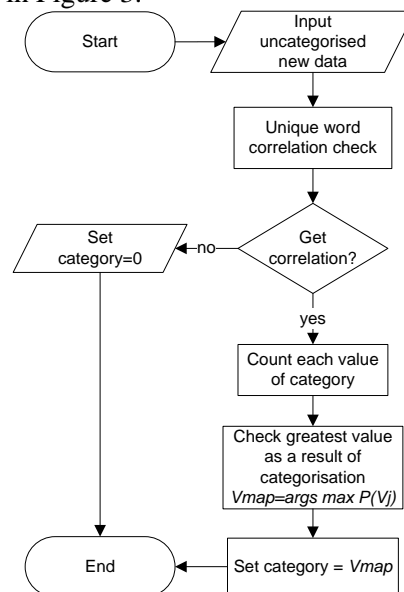 in Figure 3.
Start
Input
uncategorised
new data
Unique word
correlation check
Get
correlation?
no
Set
category=0
yes
Count each value
of category
Check greatest value
as a result of
categorisation
Vmap=args max P(Vj)
Set category = Vmap
End